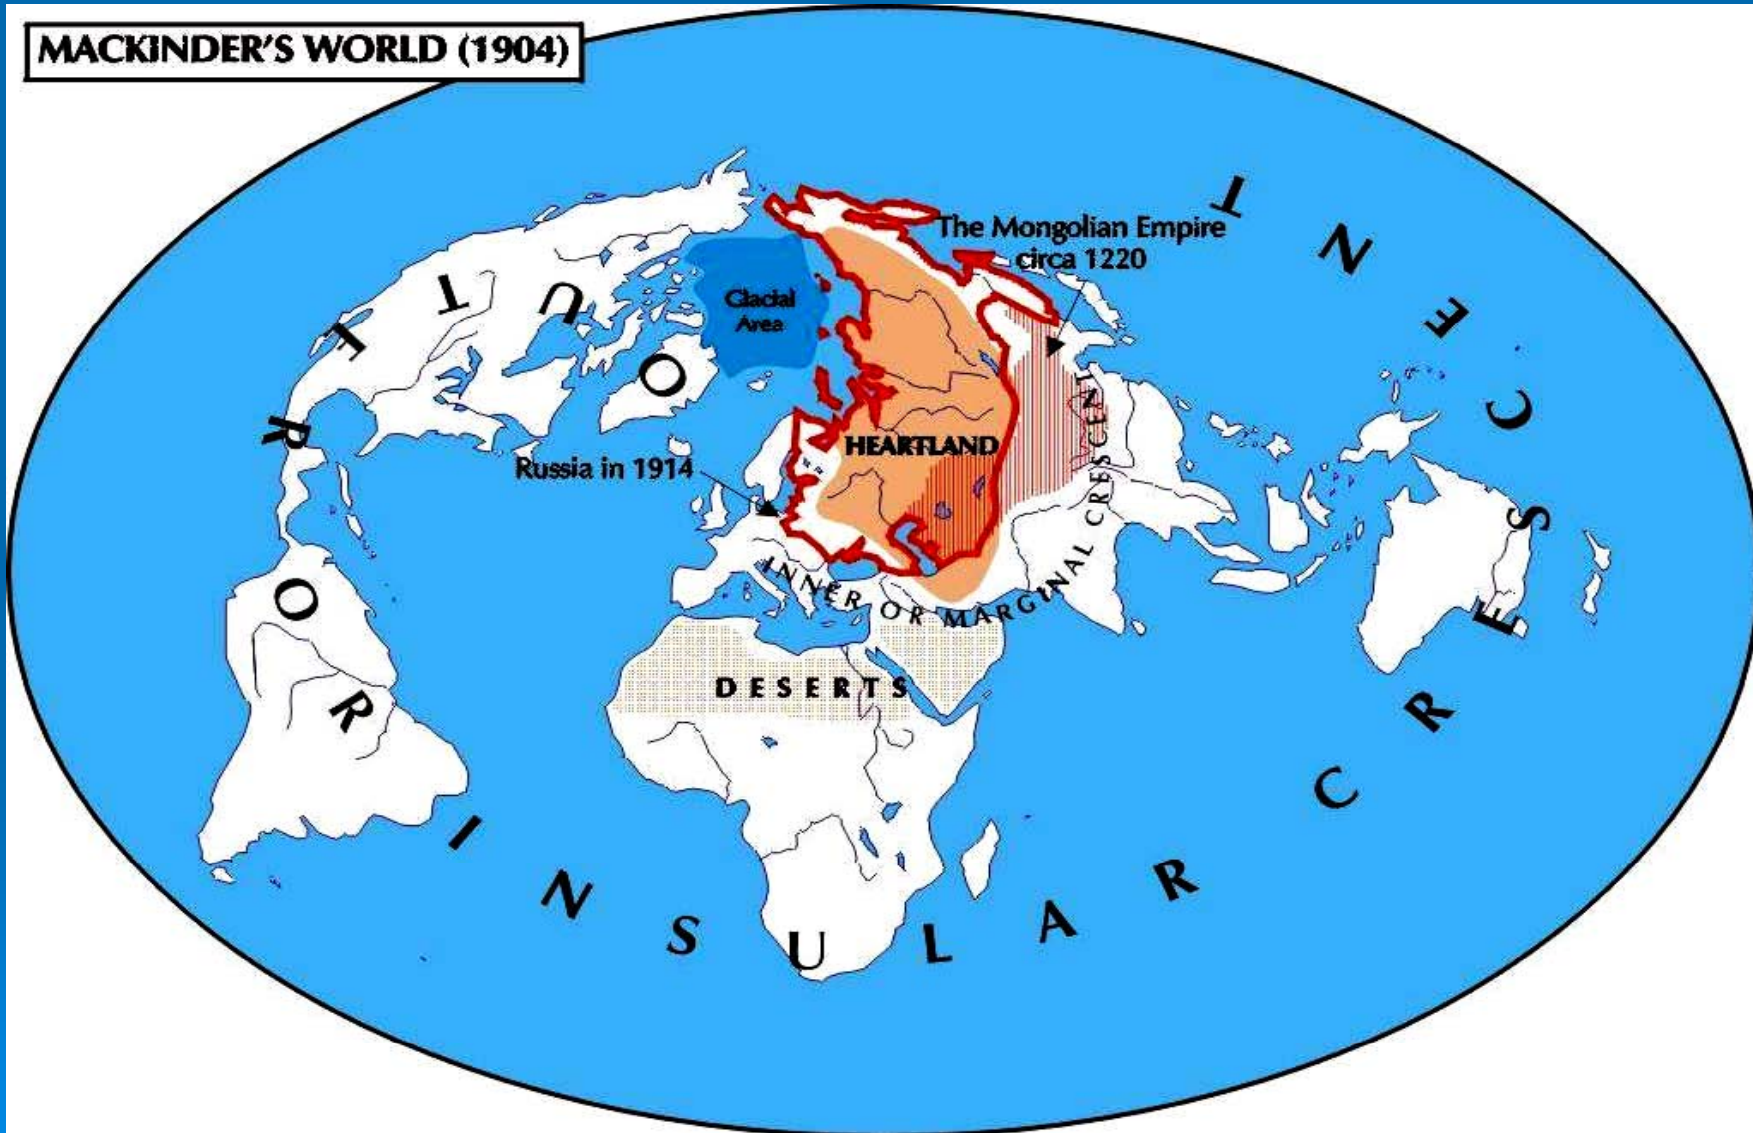 MACKINDER'S WORLD (1904)
The Mongolian Empire
circa 1220
Glacial
Area
HEARTLAND
Russia in 1914
INNER OR MARGINAL CRESCENT
DESERTS
OUTER OR INSULAR CRESCENT